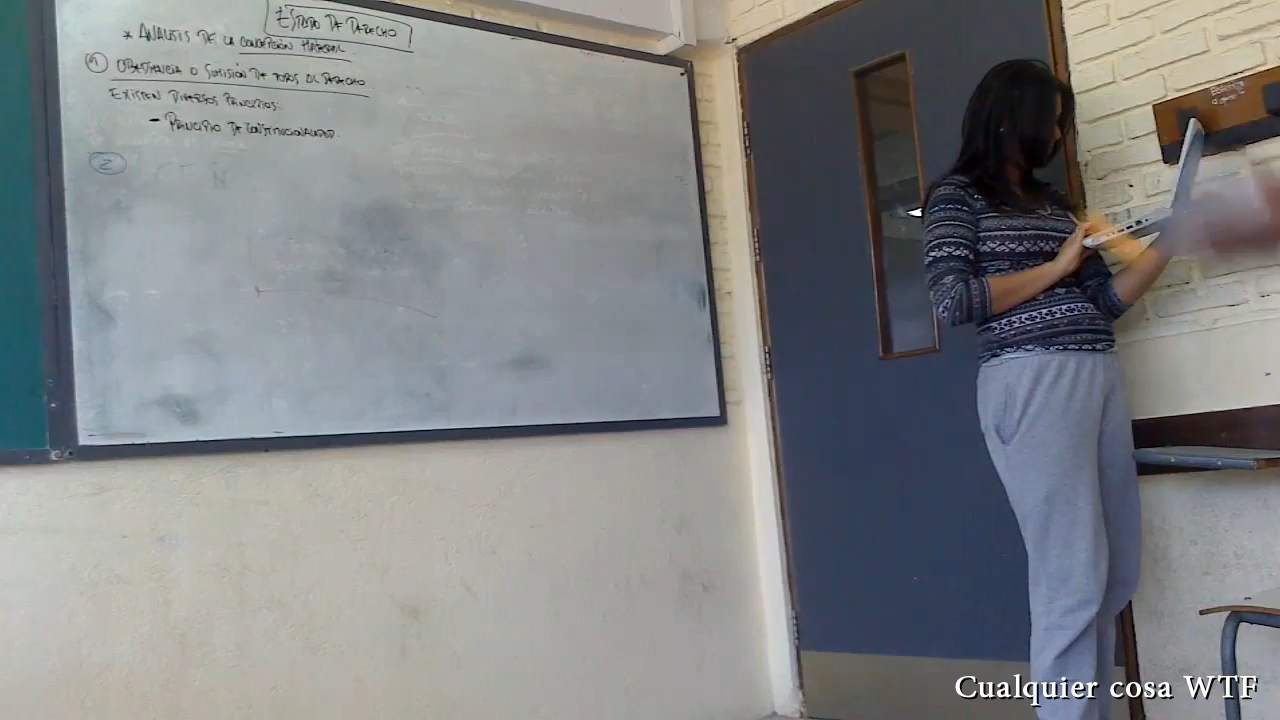 ESTADO DE DERECHO
* ANALISIS DE LA CONCEPCIÓN MATERIAL
1 OBEDIENCIA O SUMISIÓN DE TODOS AL DERECHO
EXISTEN DIVERSOS PRINCIPIOS:
- PRINCIPIO DE CONSTITUCIONALIDAD.
2
Cualquier cosa WTF